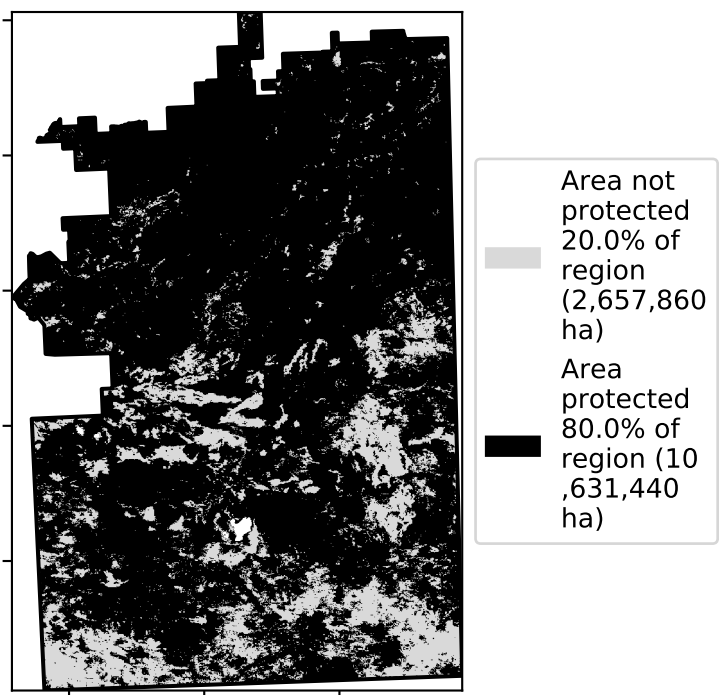 Area not
protected
20.0% of
region
(2,657,860
ha)
Area
protected
80.0% of
region (10
,631,440
ha)